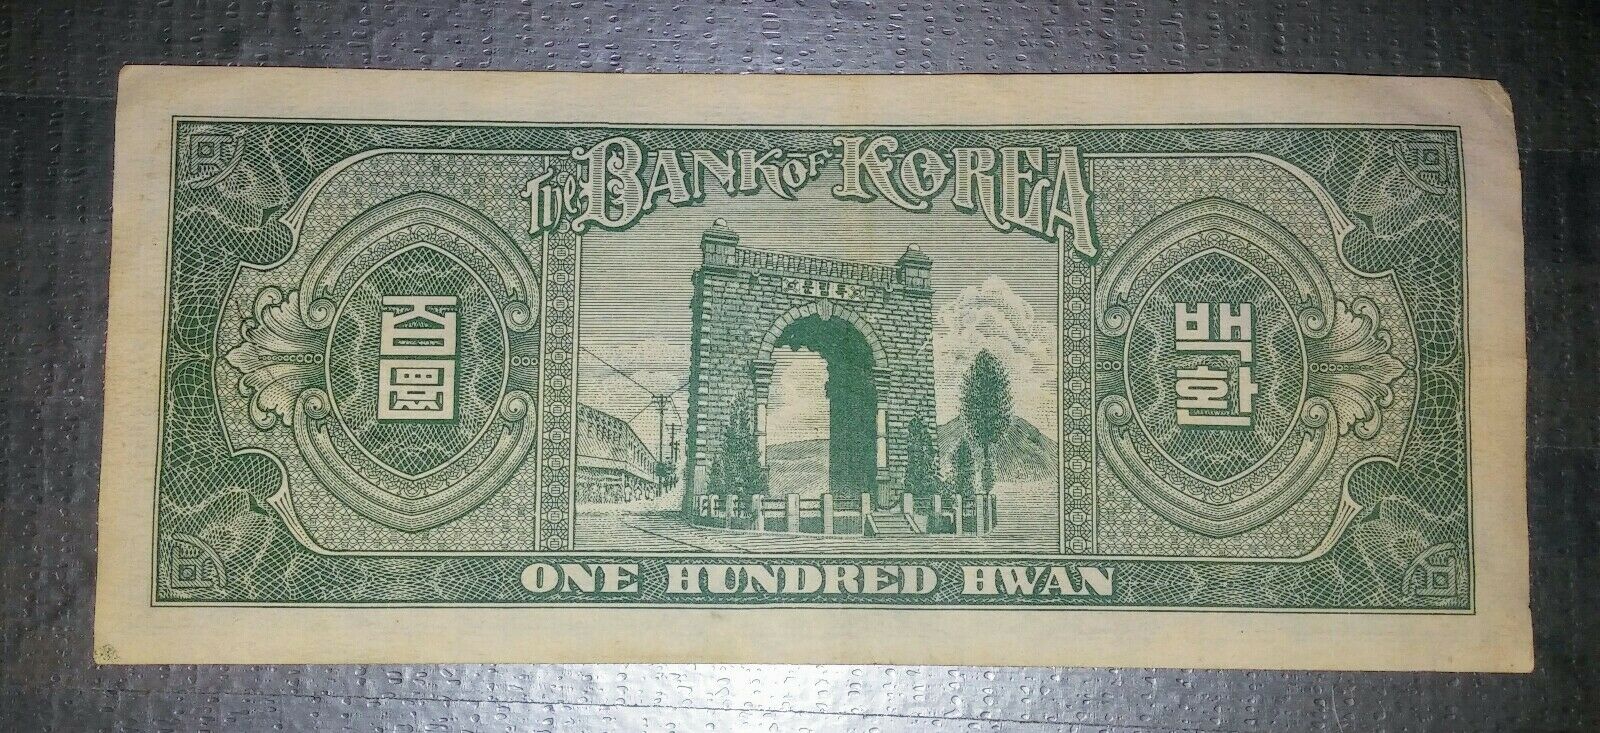 The BANK OF KOREA
百圜
백환
ONE HUNDRED HWAN